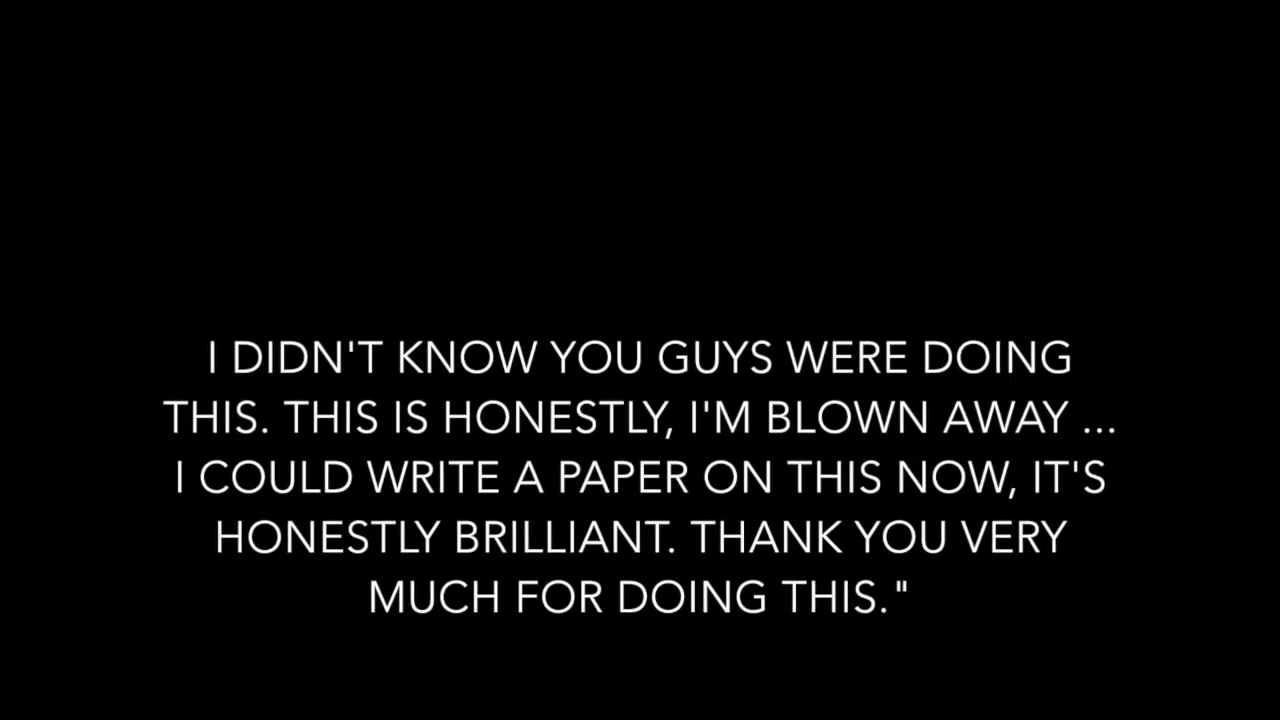 I DIDN'T KNOW YOU GUYS WERE DOING
THIS. THIS IS HONESTLY, I'M BLOWN AWAY ...
I COULD WRITE A PAPER ON THIS NOW, IT'S
HONESTLY BRILLIANT. THANK YOU VERY
MUCH FOR DOING THIS."